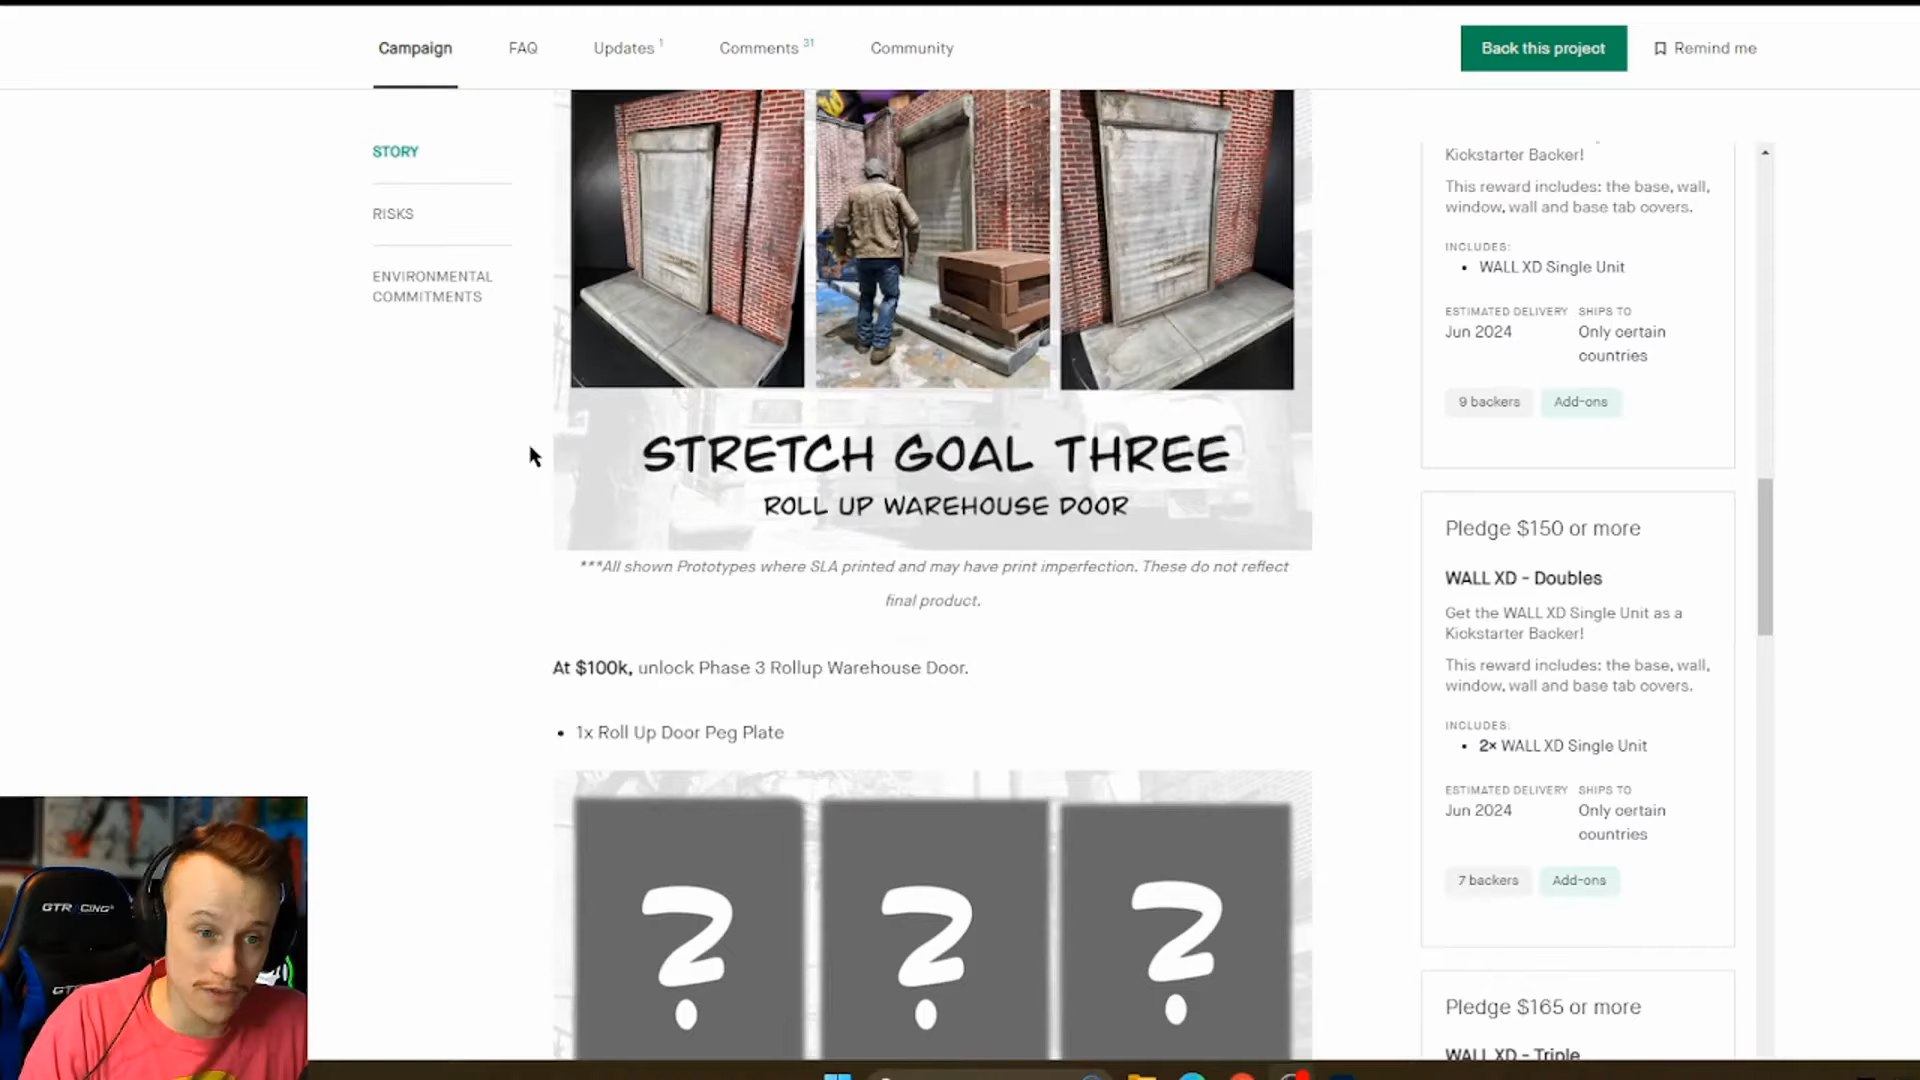 Campaign
FAQ
Updates 1
Comments 31
Community
Back this project
Remind me
STORY
RISKS
ENVIRONMENTAL
COMMITMENTS
STRETCH GOAL THREE
ROLL UP WAREHOUSE DOOR
***All shown Prototypes where SLA printed and may have print imperfection. These do not reflect
final product.
At $100k, unlock Phase 3 Rollup Warehouse Door.
• 1x Roll Up Door Peg Plate
? ? ?
Kickstarter Backer!
This reward includes: the base, wall,
window, wall and base tab covers.
INCLUDES:
• WALL XD Single Unit
ESTIMATED DELIVERY SHIPS TO
Jun 2024 Only certain
countries
9 backers Add-ons
Pledge $150 or more
WALL XD - Doubles
Get the WALL XD Single Unit as a
Kickstarter Backer!
This reward includes: the base, wall,
window, wall and base tab covers.
INCLUDES:
• 2× WALL XD Single Unit
ESTIMATED DELIVERY SHIPS TO
Jun 2024 Only certain
countries
7 backers Add-ons
Pledge $165 or more
WALL XD - Triple
GTRACING